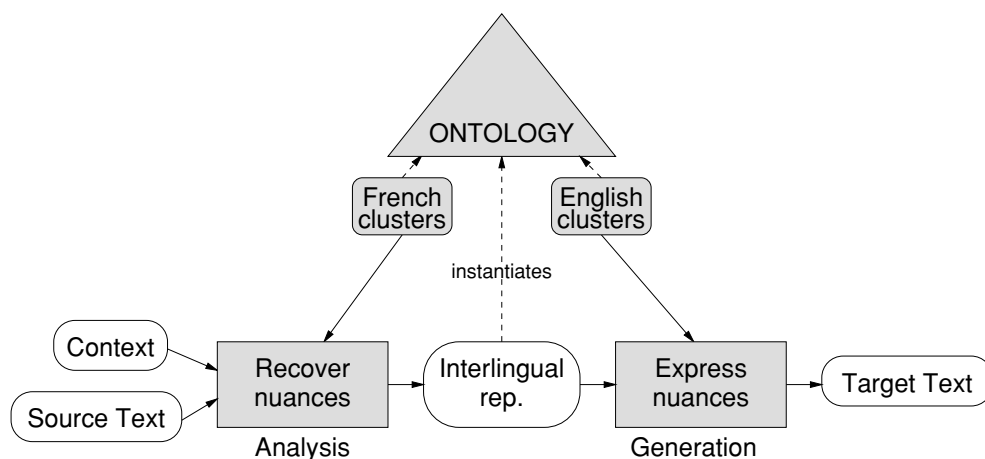 ONTOLOGY
French
clusters
English
clusters
instantiates
Context
Source Text
Recover
nuances
Analysis
Interlingual
rep.
Express
nuances
Generation
Target Text